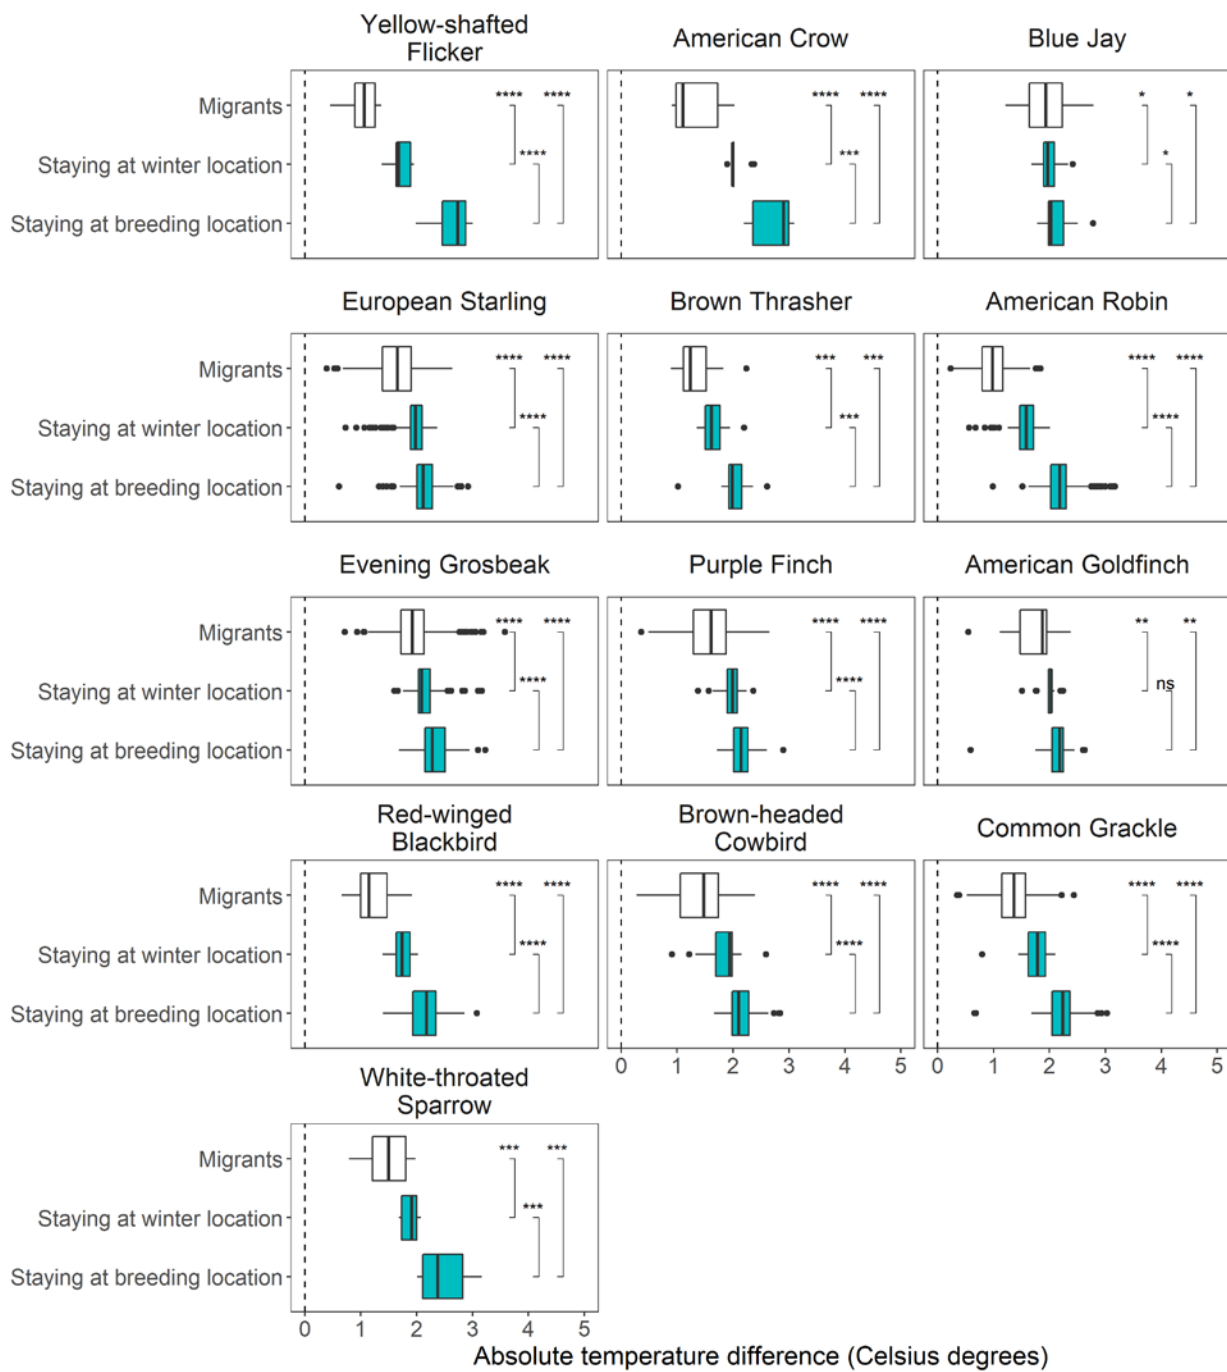 Yellow-shafted
Flicker
American Crow
Blue Jay
Migrants
**** ****
**** ****
* *
Staying at winter location
****
***
*
Staying at breeding location
European Starling
Brown Thrasher
American Robin
Migrants
**** ****
*** ***
**** ****
Staying at winter location
****
***
****
Staying at breeding location
Evening Grosbeak
Purple Finch
American Goldfinch
Migrants
**** ****
**** ****
** **
Staying at winter location
****
****
ns
Staying at breeding location
Red-winged
Blackbird
Brown-headed
Cowbird
Common Grackle
Migrants
**** ****
**** ****
**** ****
Staying at winter location
****
****
****
Staying at breeding location
0 1 2 3 4 5
0 1 2 3 4 5
White-throated
Sparrow
Migrants
*** ***
Staying at winter location
***
Staying at breeding location
0 1 2 3 4 5
Absolute temperature difference (Celsius degrees)